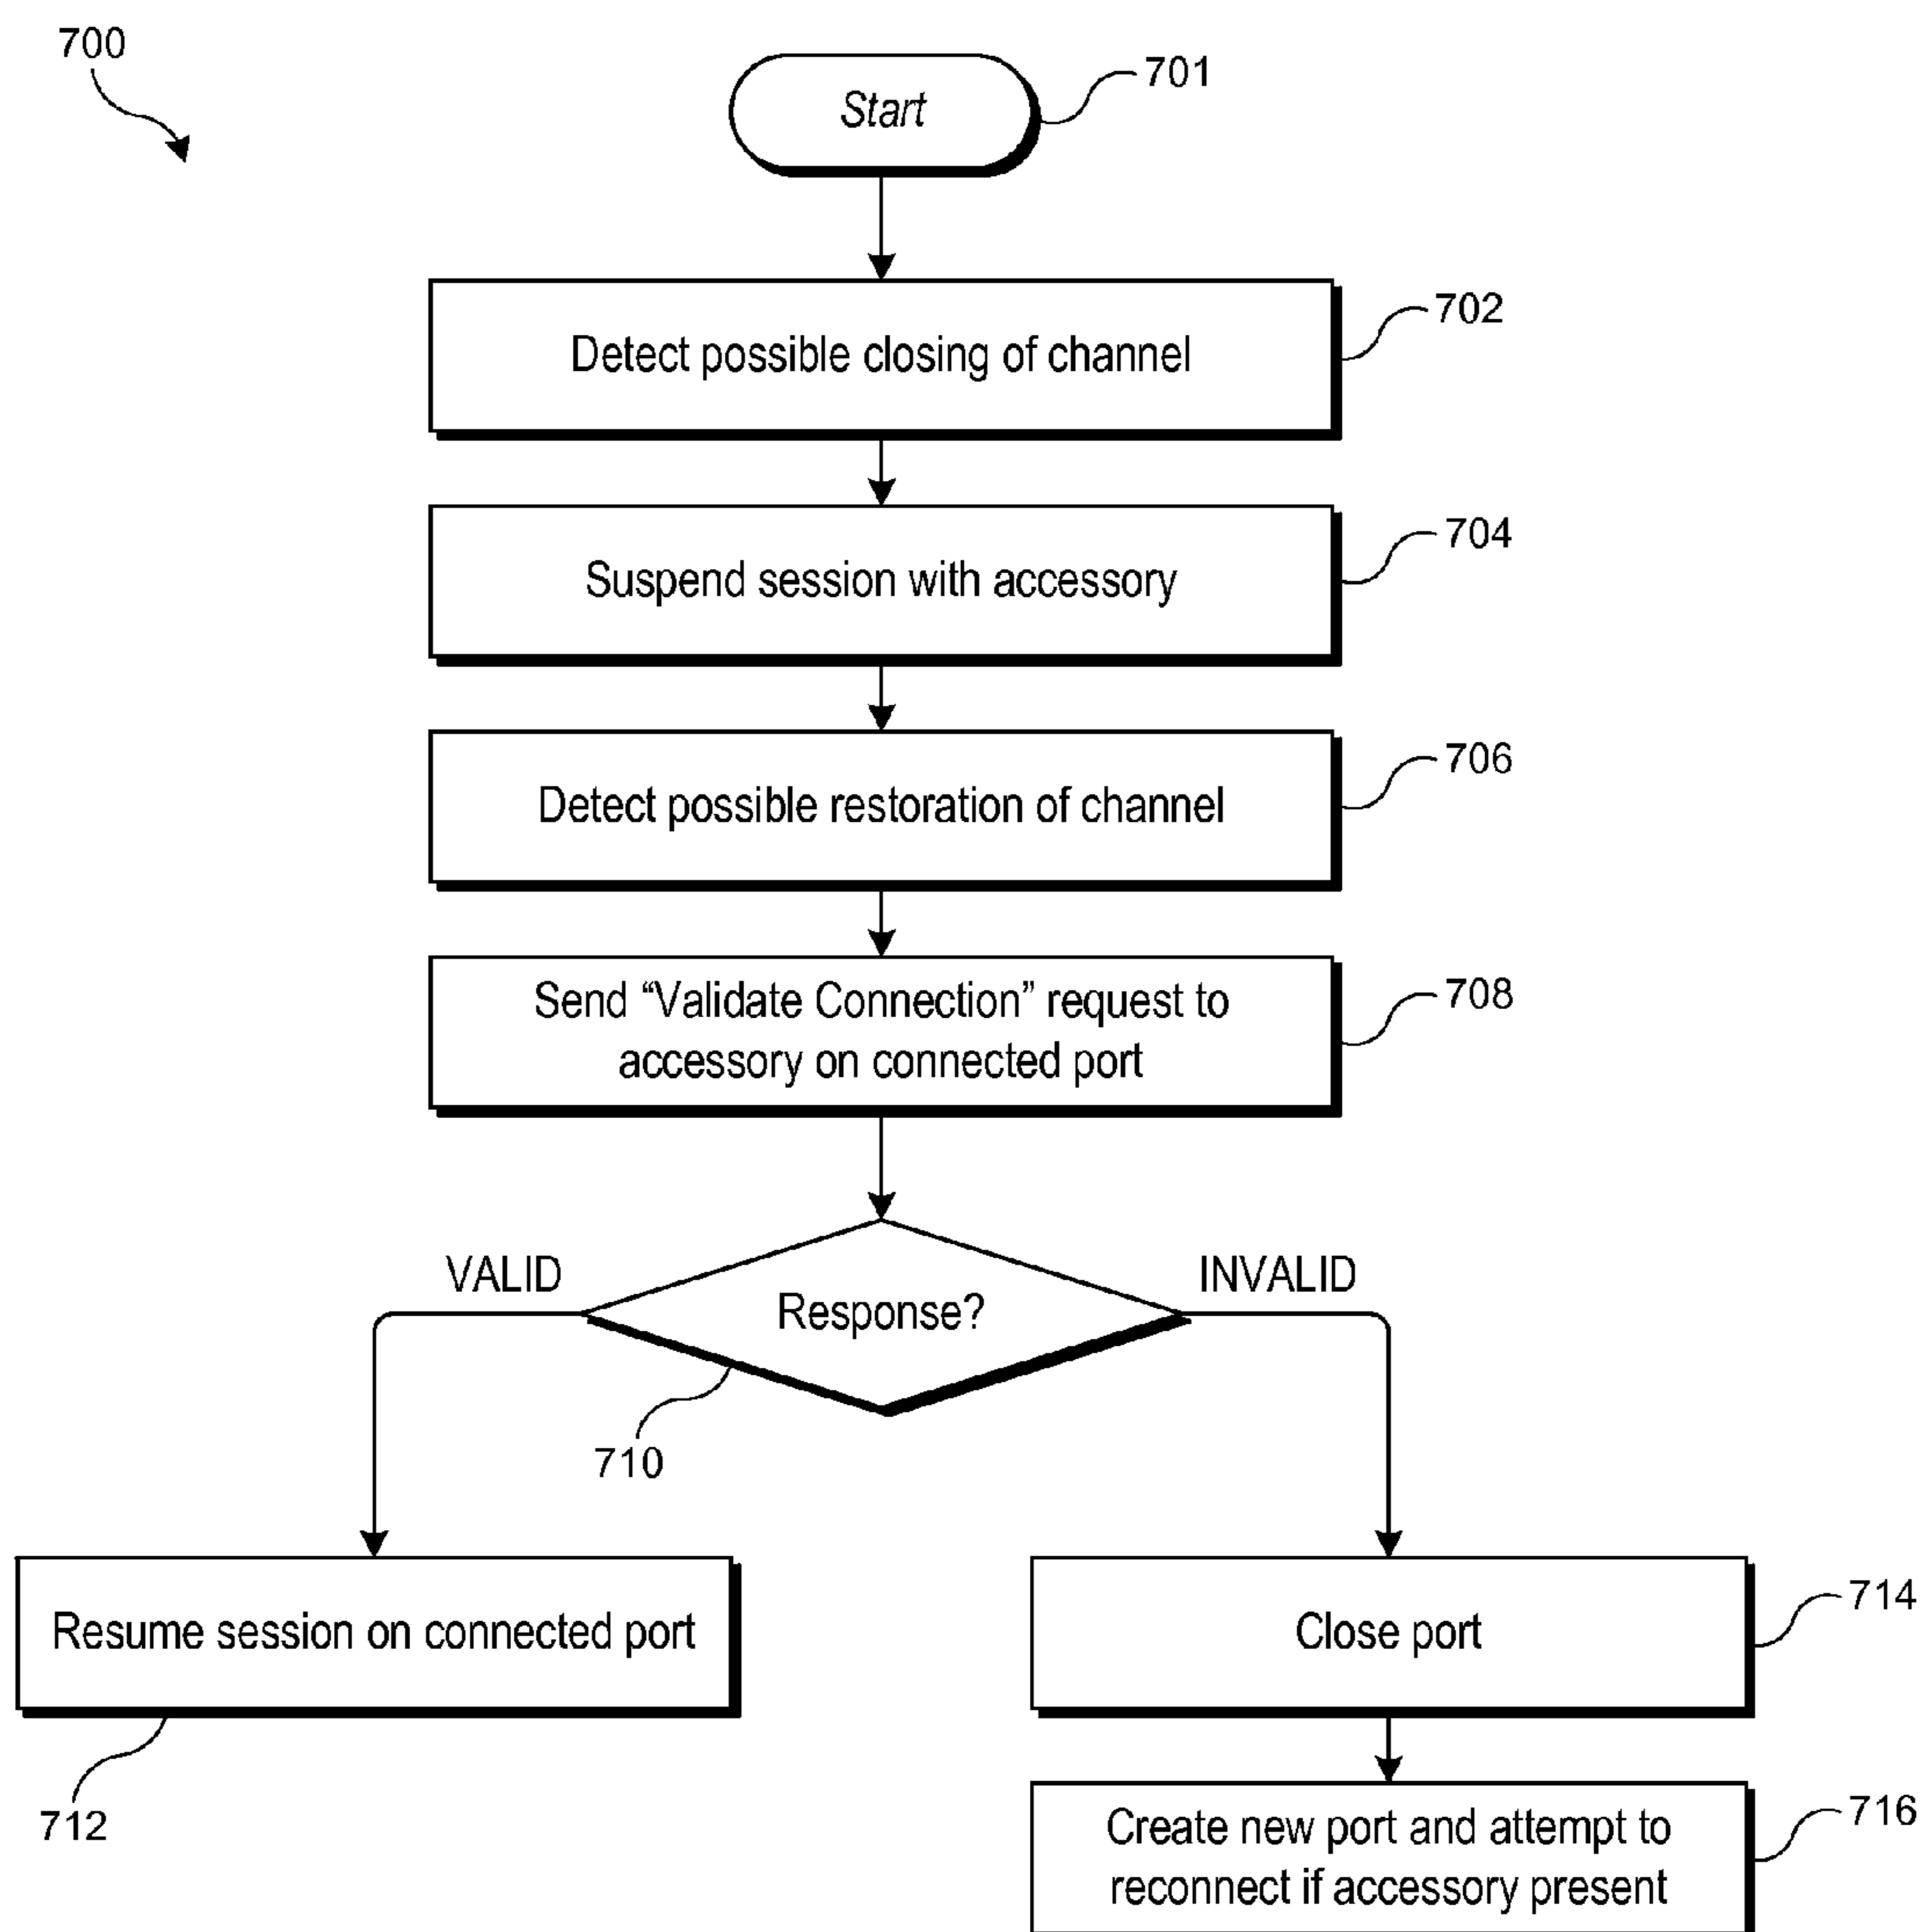 700
Start
701
Detect possible closing of channel
702
Suspend session with accessory
704
Detect possible restoration of channel
706
Send “Validate Connection” request to
accessory on connected port
708
VALID
INVALID
Response?
710
Resume session on connected port
712
Close port
714
Create new port and attempt to
reconnect if accessory present
716